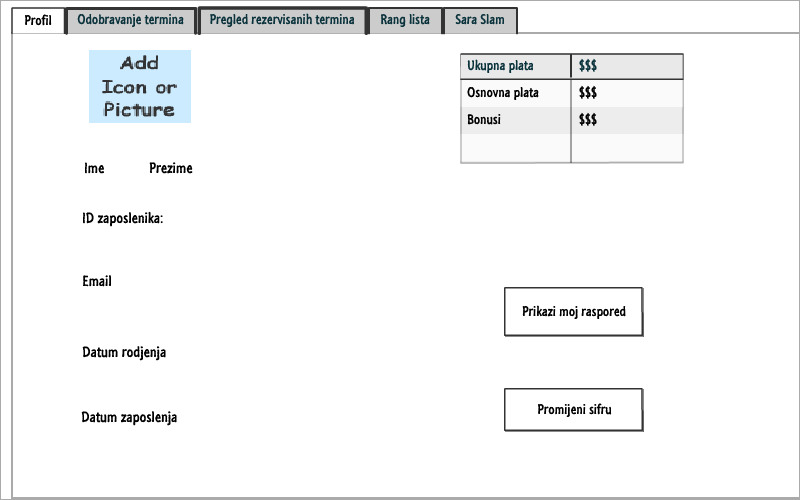 Profil Odobravanje termina Pregled rezervisanih termina Rang lista Sara Slam
Add
Icon or
Picture
Ukupna plata $$$
Osnovna plata $$$
Bonusi $$$
Ime Prezime
ID zaposlenika:
Email
Prikazi moj raspored
Datum rodjenja
Promijeni sifru
Datum zaposlenja